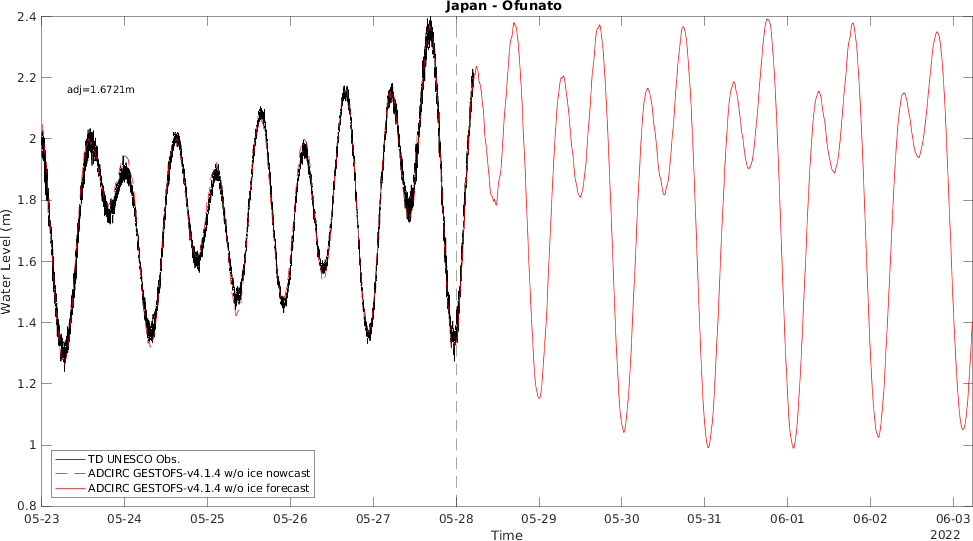 Japan - Ofunato
2.4
2.2
2
1.8
1.6
1.4
1.2
1
0.8
Water Level (m)
adj=1.6721m
TD UNESCO Obs.
ADCIRC GESTOFS-v4.1.4 w/o ice nowcast
ADCIRC GESTOFS-v4.1.4 w/o ice forecast
05-23 05-24 05-25 05-26 05-27 05-28 05-29 05-30 05-31 06-01 06-02 06-03
Time
2022